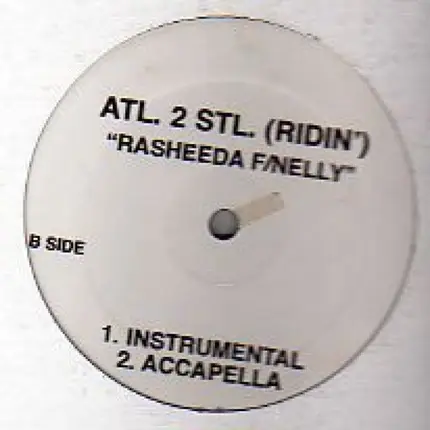 ATL. 2 STL. (RIDIN')
"RASHEEDA F/NELLY"
B SIDE
1. INSTRUMENTAL
2. ACCAPELLA